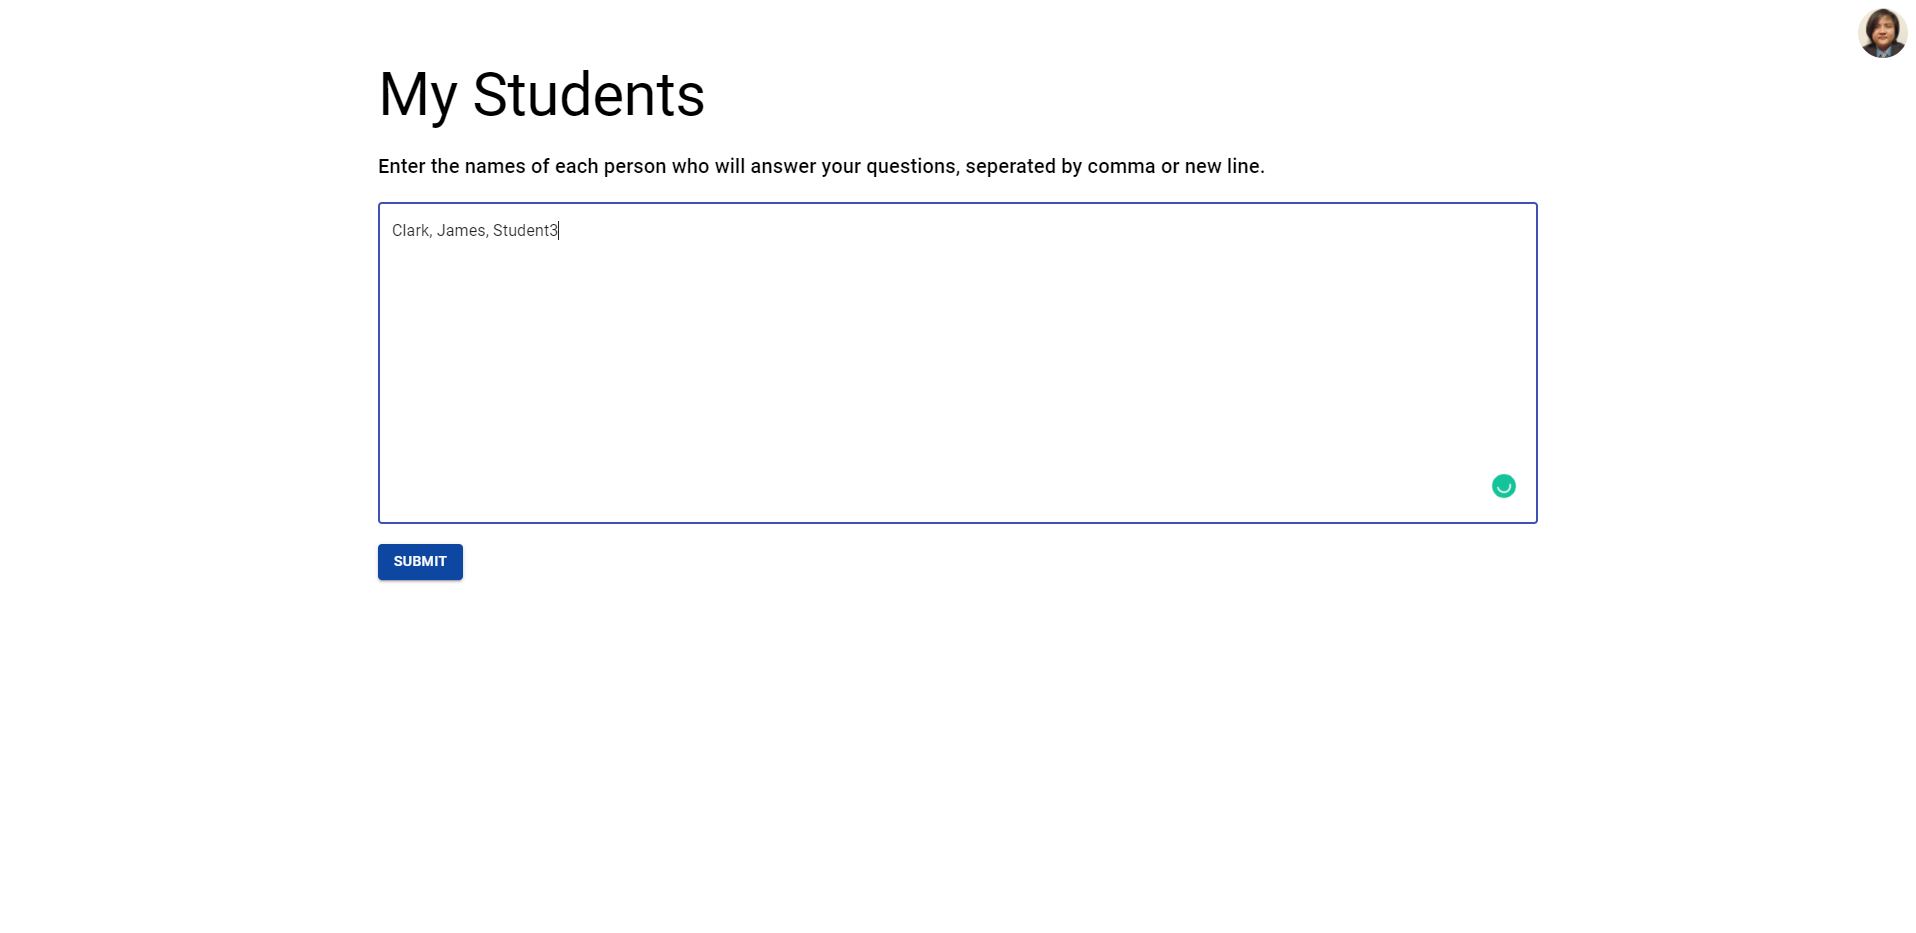 My Students
Enter the names of each person who will answer your questions, seperated by comma or new line.
Clark, James, Student3
SUBMIT